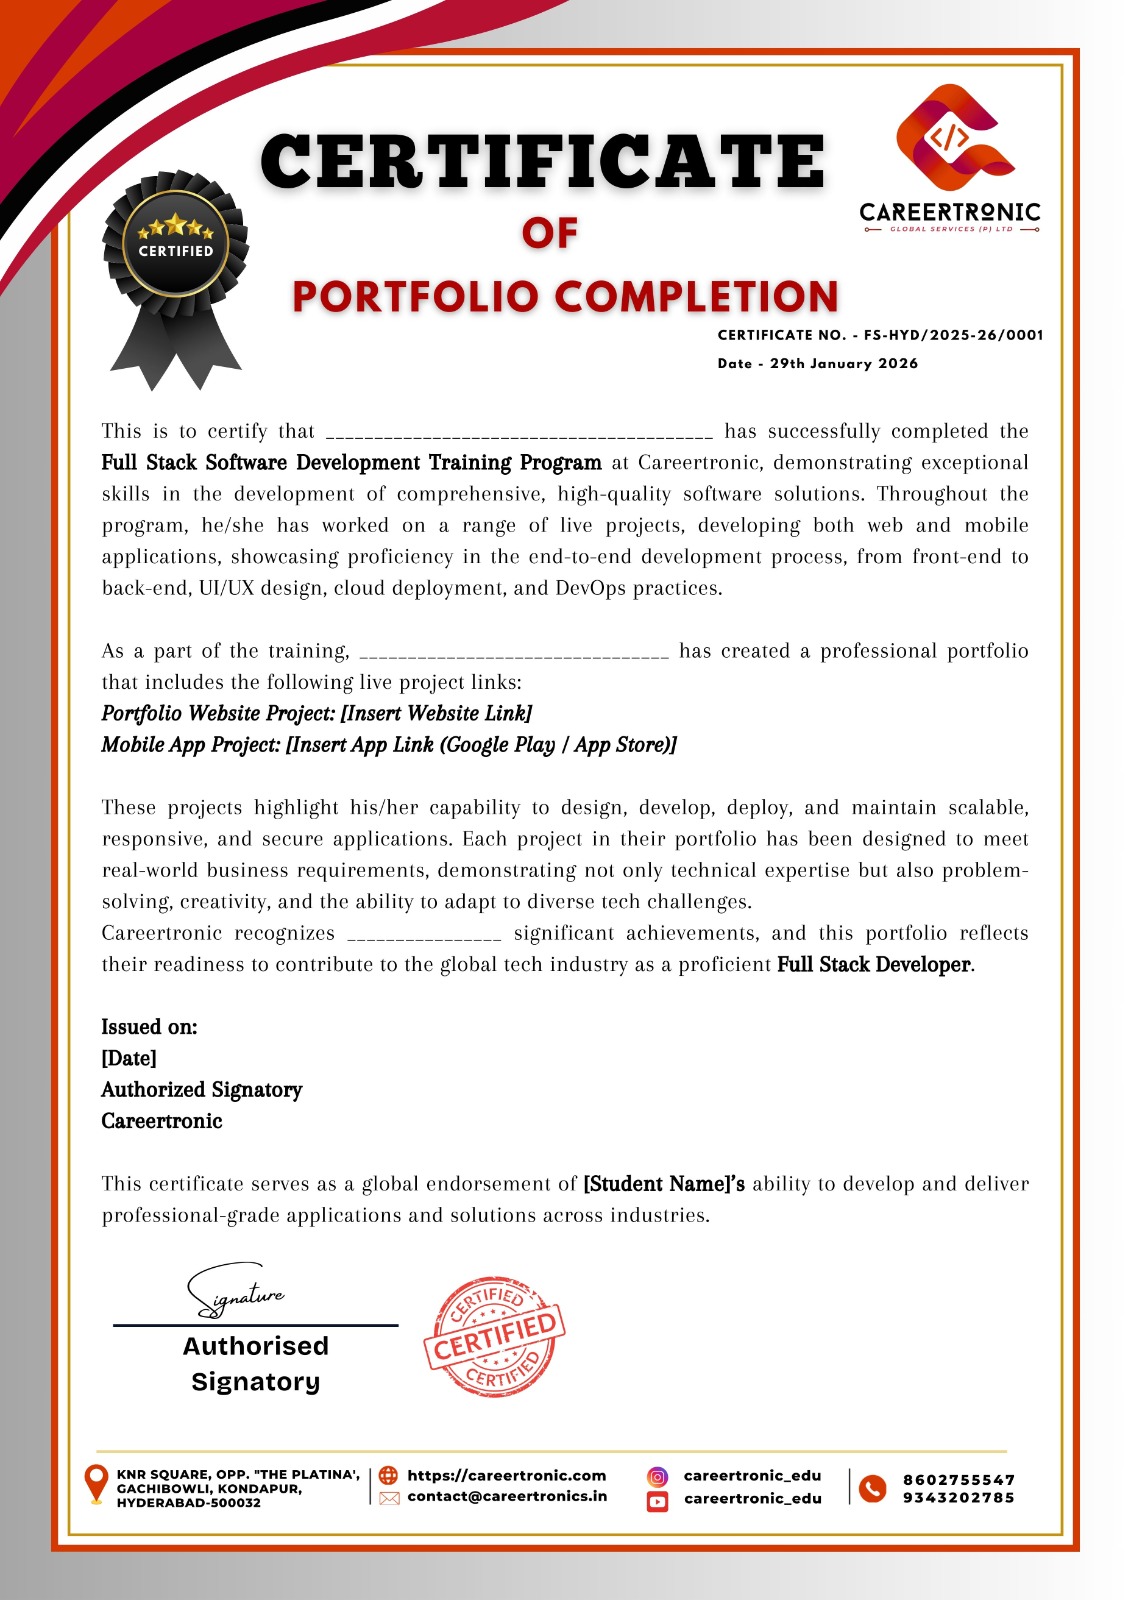 CERTIFICATE
OF
PORTFOLIO COMPLETION
CERTIFIED
CAREERTRONIC
GLOBAL SERVICES (P) LTD
CERTIFICATE NO. - FS-HYD/2025-26/0001
Date - 29th January 2026
This is to certify that ________________________________________ has successfully completed the
Full Stack Software Development Training Program at Careertronic, demonstrating exceptional
skills in the development of comprehensive, high-quality software solutions. Throughout the
program, he/she has worked on a range of live projects, developing both web and mobile
applications, showcasing proficiency in the end-to-end development process, from front-end to
back-end, UI/UX design, cloud deployment, and DevOps practices.
As a part of the training, ________________________________ has created a professional portfolio
that includes the following live project links:
Portfolio Website Project: [Insert Website Link]
Mobile App Project: [Insert App Link (Google Play / App Store)]
These projects highlight his/her capability to design, develop, deploy, and maintain scalable,
responsive, and secure applications. Each project in their portfolio has been designed to meet
real-world business requirements, demonstrating not only technical expertise but also problem-
solving, creativity, and the ability to adapt to diverse tech challenges.
Careertronic recognizes ________________ significant achievements, and this portfolio reflects
their readiness to contribute to the global tech industry as a proficient Full Stack Developer.
Issued on:
[Date]
Authorized Signatory
Careertronic
This certificate serves as a global endorsement of [Student Name]'s ability to develop and deliver
professional-grade applications and solutions across industries.
Signature
Authorised
Signatory
CERTIFIED
CERTIFIED
CERTIFIED
KNR SQUARE, OPP. "THE PLATINA',
GACHIBOWLI, KONDAPUR,
HYDERABAD-500032
https://careertronic.com
contact@careertronics.in
careertronic_edu
careertronic_edu
8602755547
9343202785